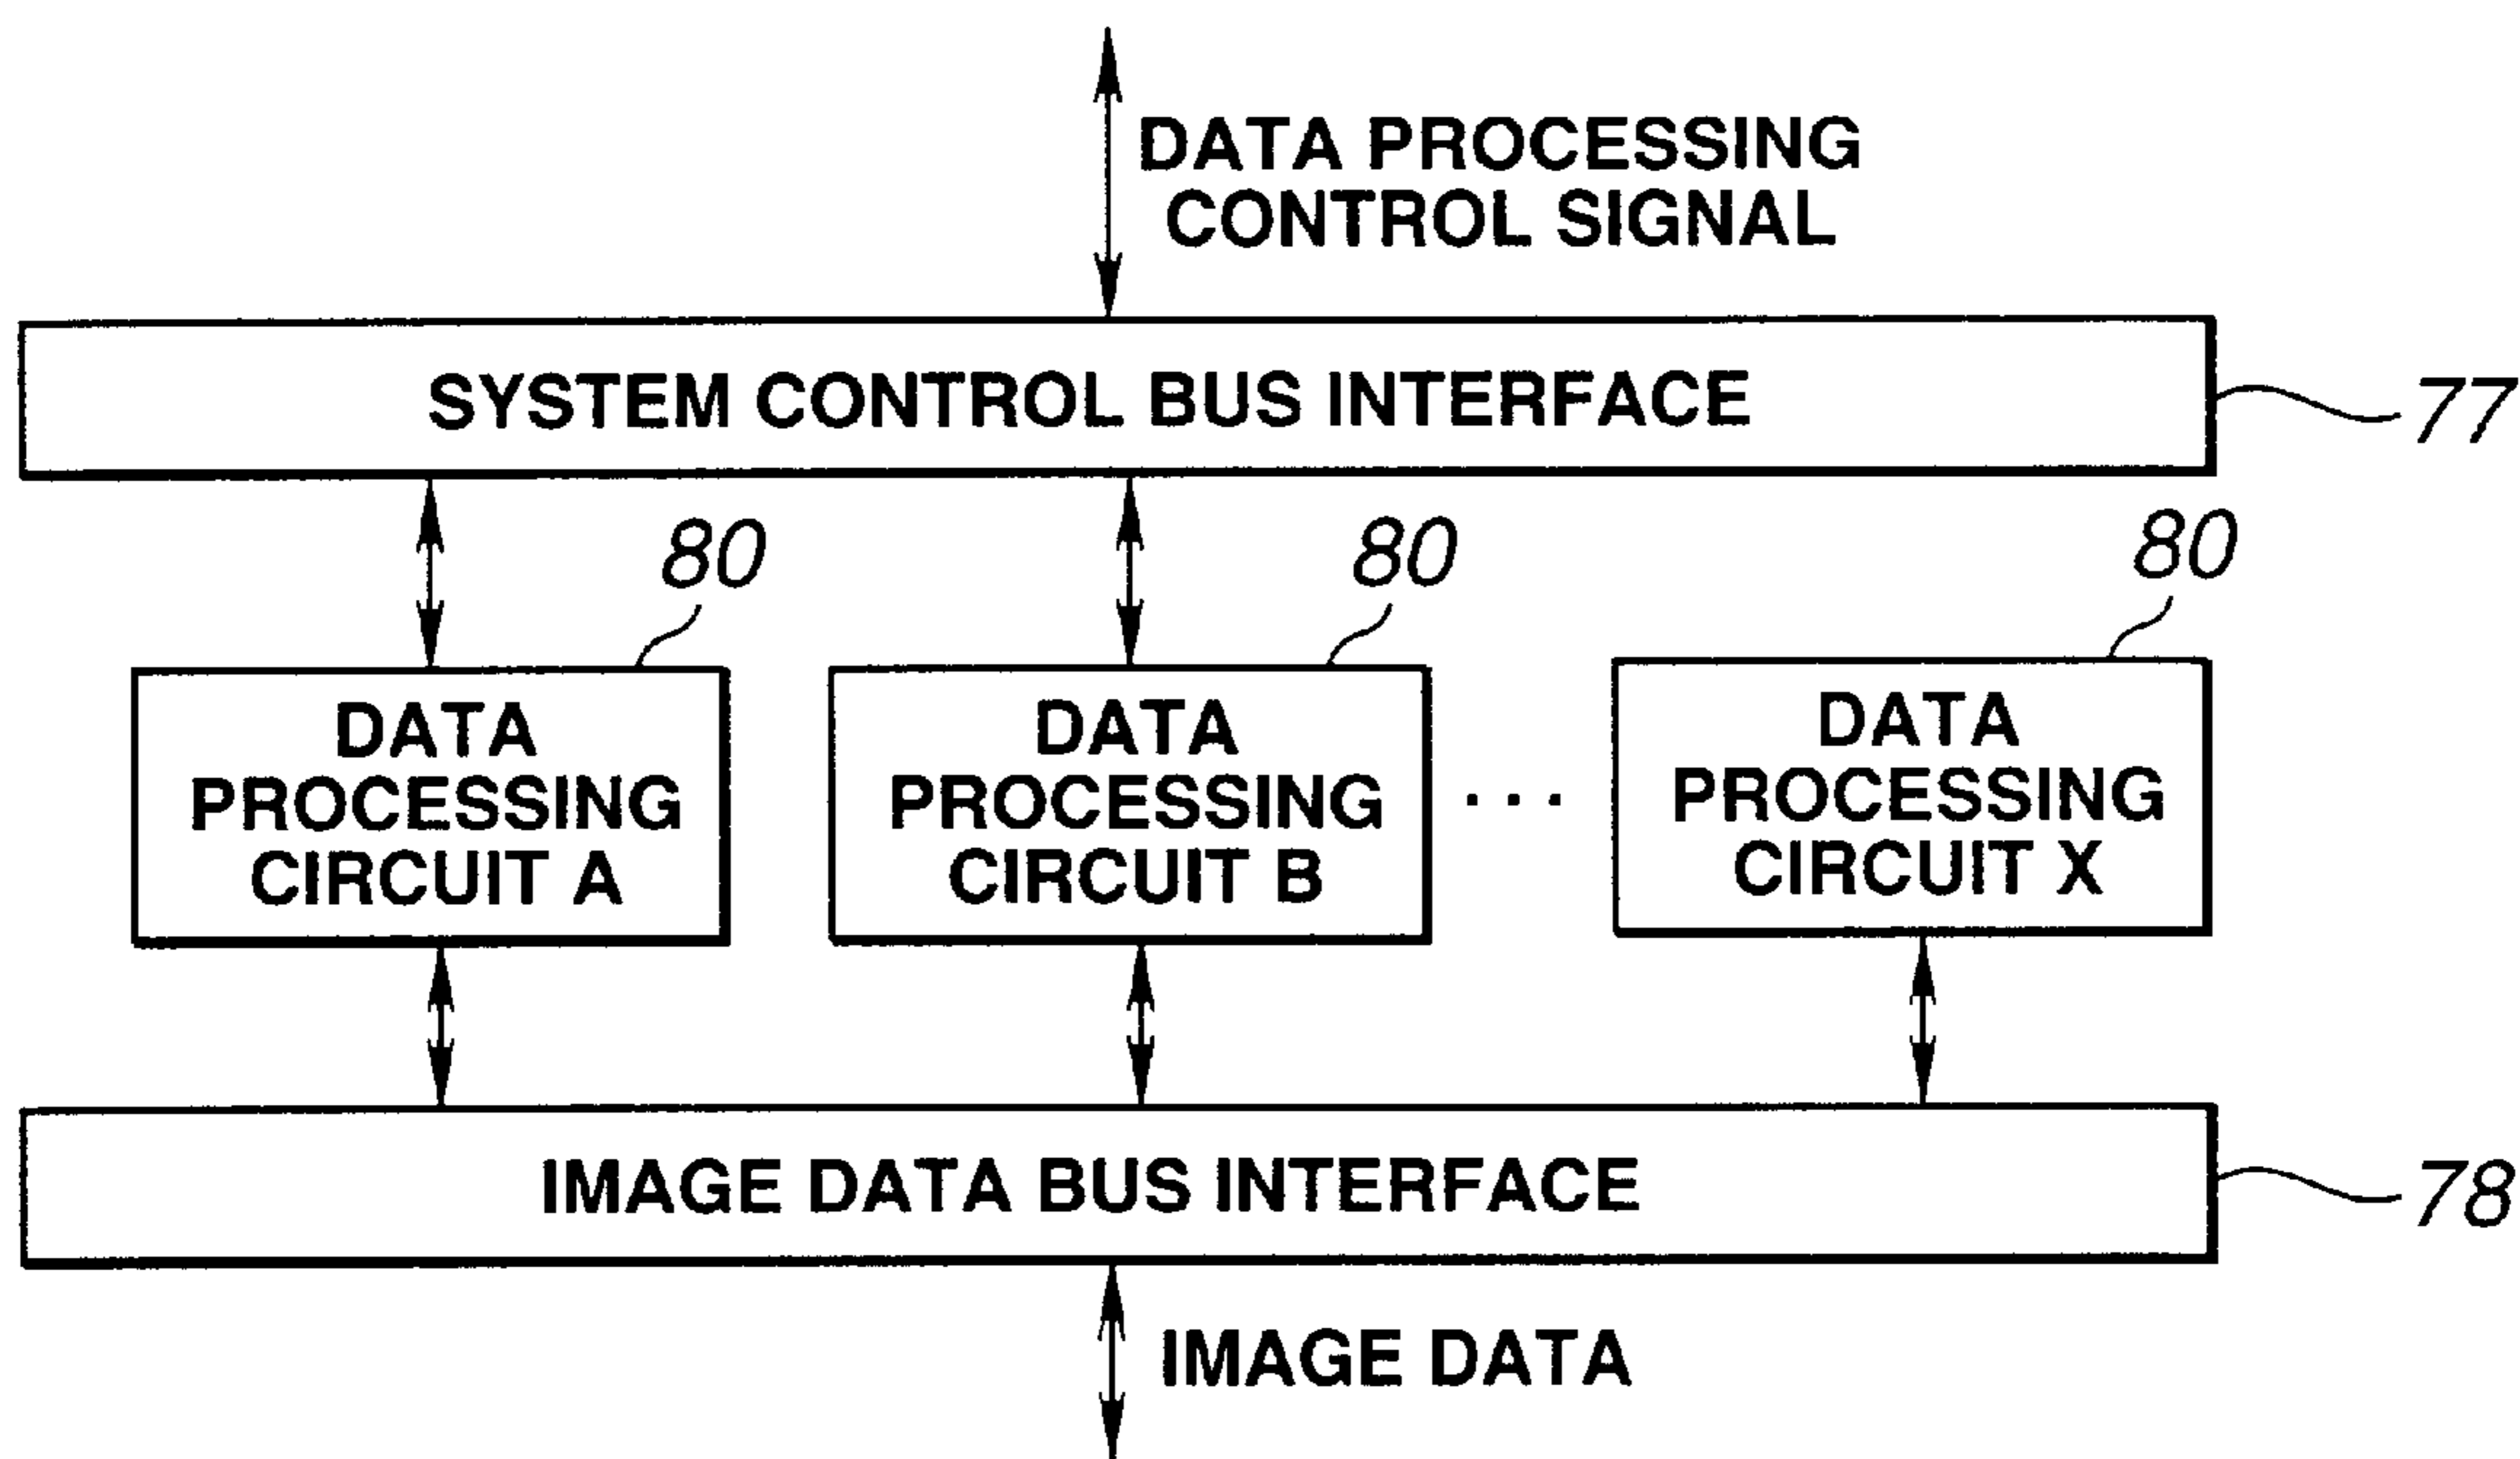 DATA PROCESSING
CONTROL SIGNAL
SYSTEM CONTROL BUS INTERFACE
77
80
80
80
DATA
PROCESSING
CIRCUIT A
DATA
PROCESSING
CIRCUIT B
...
DATA
PROCESSING
CIRCUIT X
IMAGE DATA BUS INTERFACE
78
IMAGE DATA